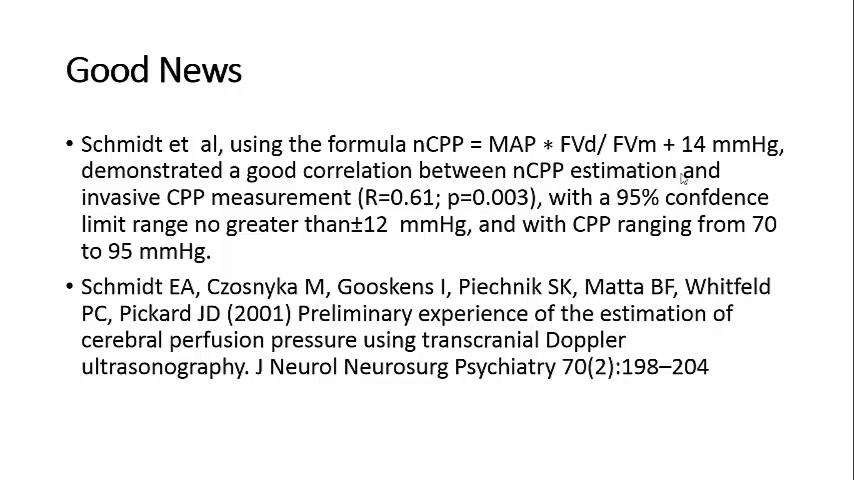 Good News
• Schmidt et al, using the formula nCPP = MAP * FVd/ FVm + 14 mmHg,
demonstrated a good correlation between nCPP estimation and
invasive CPP measurement (R=0.61; p=0.003), with a 95% confdence
limit range no greater than±12 mmHg, and with CPP ranging from 70
to 95 mmHg.
• Schmidt EA, Czosnyka M, Gooskens I, Piechnik SK, Matta BF, Whitfeld
PC, Pickard JD (2001) Preliminary experience of the estimation of
cerebral perfusion pressure using transcranial Doppler
ultrasonography. J Neurol Neurosurg Psychiatry 70(2):198–204